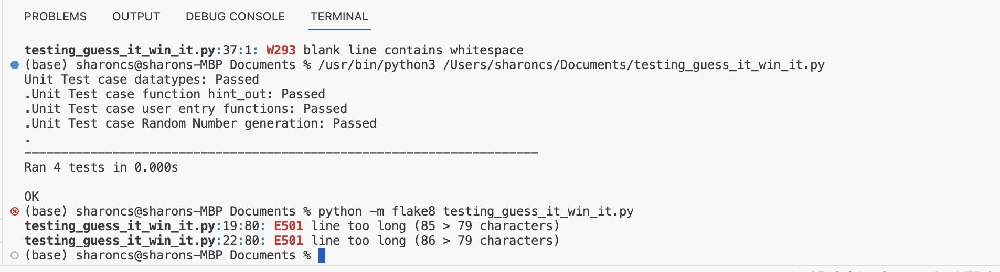 PROBLEMS OUTPUT DEBUG CONSOLE TERMINAL
testing_guess_it_win_it.py:37:1: W293 blank line contains whitespace
(base) sharoncs@sharons-MBP Documents % /usr/bin/python3 /Users/sharoncs/Documents/testing_guess_it_win_it.py
Unit Test case datatypes: Passed
.Unit Test case function hint_out: Passed
.Unit Test case user entry functions: Passed
.Unit Test case Random Number generation: Passed
.
----------------------------------------------------------------------
Ran 4 tests in 0.000s
OK
(base) sharoncs@sharons-MBP Documents % python -m flake8 testing_guess_it_win_it.py
testing_guess_it_win_it.py:19:80: E501 line too long (85 > 79 characters)
testing_guess_it_win_it.py:22:80: E501 line too long (86 > 79 characters)
(base) sharoncs@sharons-MBP Documents %